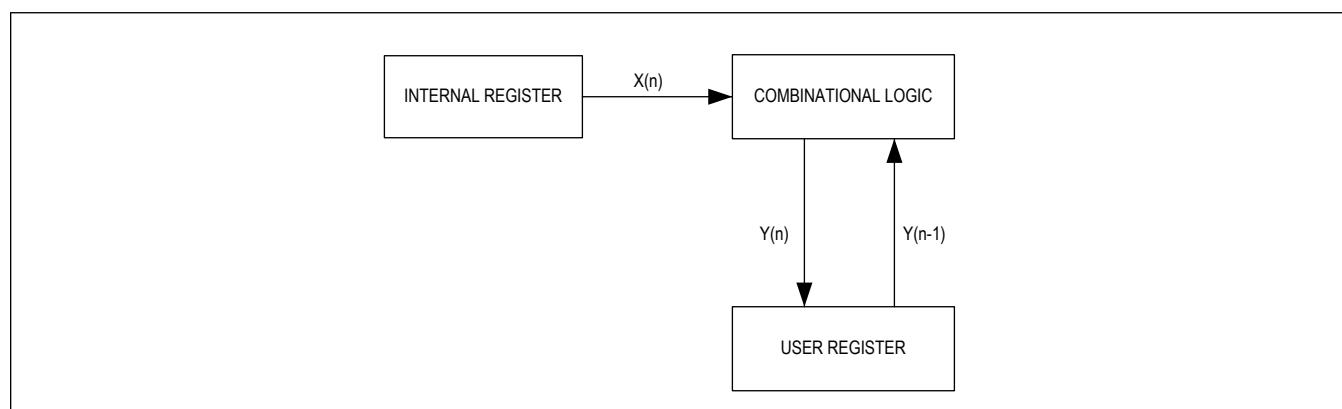 INTERNAL REGISTER
X(n)
COMBINATIONAL LOGIC
Y(n)
Y(n-1)
USER REGISTER